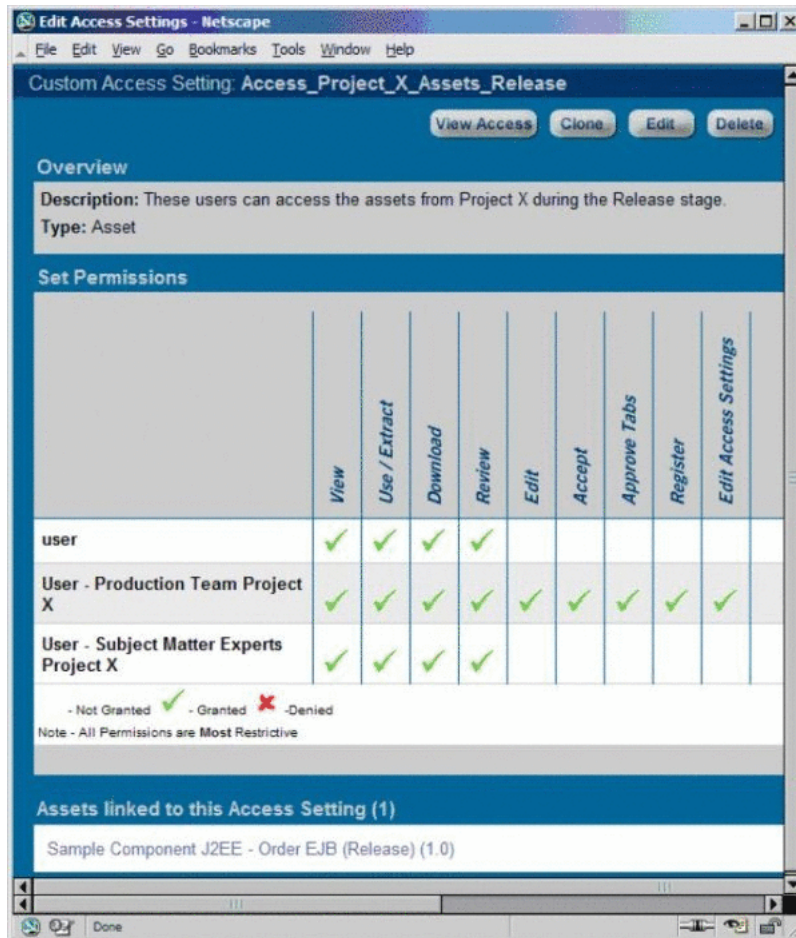 Edit Access Settings - Netscape
File Edit View Go Bookmarks Tools Window Help
Custom Access Setting: Access_Project_X_Assets_Release
View Access Clone Edit Delete
Overview
Description: These users can access the assets from Project X during the Release stage.
Type: Asset
Set Permissions
View Use / Extract Download Review Edit Accept Approve Tabs Register Edit Access Settings
user
User - Production Team Project
X
User - Subject Matter Experts
Project X
- Not Granted - Granted -Denied
Note - All Permissions are Most Restrictive
Assets linked to this Access Setting (1)
Sample Component J2EE - Order EJB (Release) (1.0)
Done